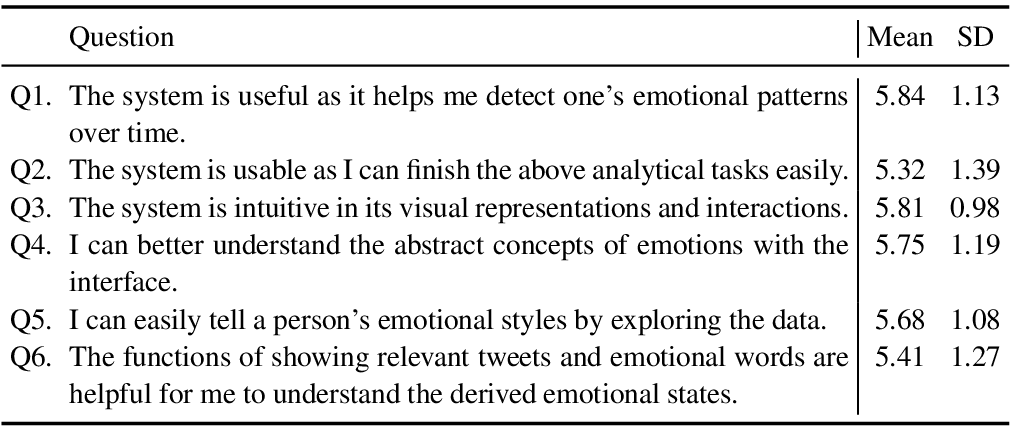 Question Mean SD
Q1. The system is useful as it helps me detect one's emotional patterns 5.84 1.13
over time.
Q2. The system is usable as I can finish the above analytical tasks easily. 5.32 1.39
Q3. The system is intuitive in its visual representations and interactions. 5.81 0.98
Q4. I can better understand the abstract concepts of emotions with the 5.75 1.19
interface.
Q5. I can easily tell a person's emotional styles by exploring the data. 5.68 1.08
Q6. The functions of showing relevant tweets and emotional words are 5.41 1.27
helpful for me to understand the derived emotional states.